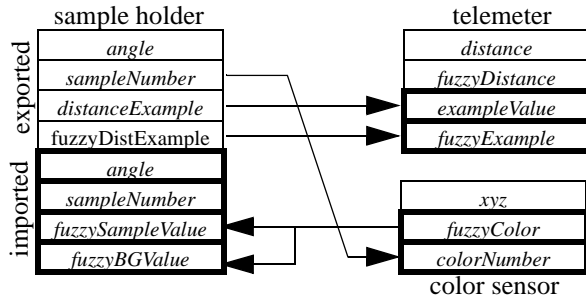 sample holder
exported
angle
sampleNumber
distanceExample
fuzzyDistExample
imported
angle
sampleNumber
fuzzySampleValue
fuzzyBGValue
telemeter
distance
fuzzyDistance
exampleValue
fuzzyExample
xyz
fuzzyColor
colorNumber
color sensor